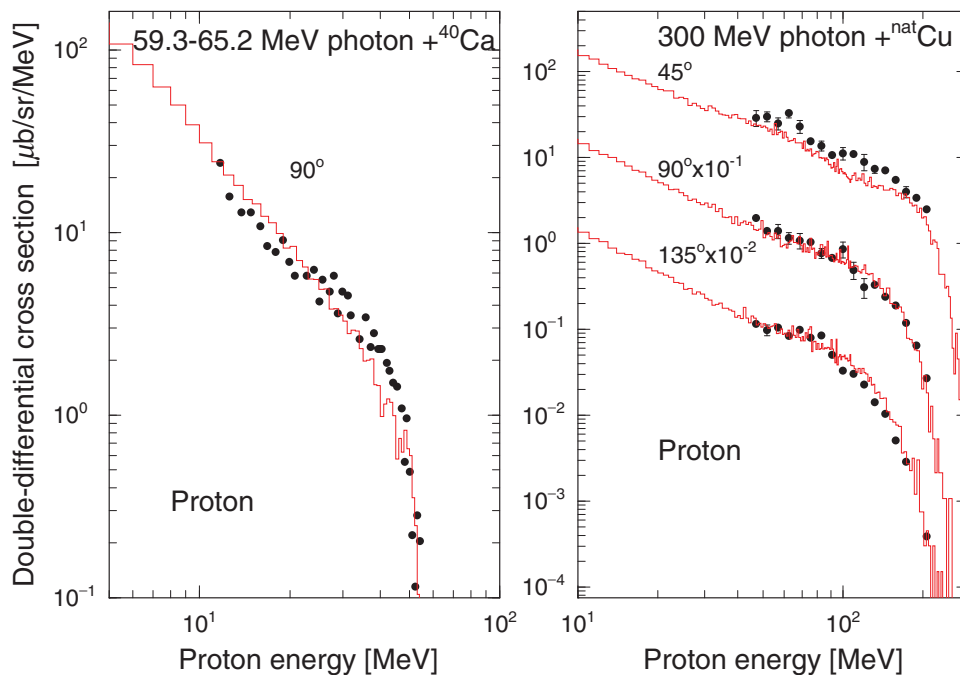 Double-differential cross section [μb/sr/MeV]
59.3-65.2 MeV photon +⁴⁰Ca
90°
Proton
10²
10¹
10⁰
10⁻¹
10¹
10²
Proton energy [MeV]
300 MeV photon +ⁿᵃᵗCu
45°
90°x10⁻¹
135°x10⁻²
Proton
10²
10¹
10⁰
10⁻¹
10⁻²
10⁻³
10⁻⁴
10¹
10²
Proton energy [MeV]